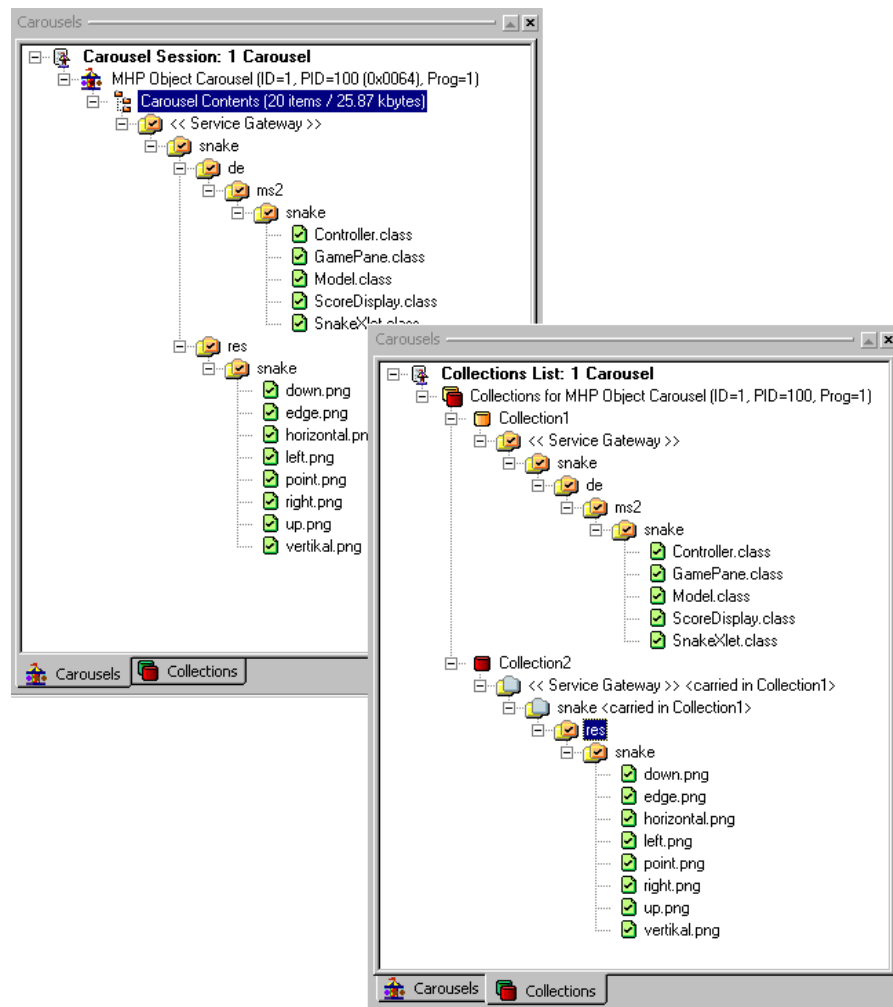 Carousels
Carousel Session: 1 Carousel
MHP Object Carousel (ID=1, PID=100 (0x0064), Prog=1)
Carousel Contents (20 items / 25.87 kbytes)
<< Service Gateway >>
snake
de
ms2
snake
Controller.class
GamePane.class
Model.class
ScoreDisplay.class
SnakeXlet.class
res
snake
down.png
edge.png
horizontal.pn
left.png
point.png
right.png
up.png
vertikal.png
Carousels
Collections
Carousels
Collections List: 1 Carousel
Collections for MHP Object Carousel (ID=1, PID=100, Prog=1)
Collection1
<< Service Gateway >>
snake
de
ms2
snake
Controller.class
GamePane.class
Model.class
ScoreDisplay.class
SnakeXlet.class
Collection2
<< Service Gateway >> <carried in Collection1>
snake <carried in Collection1>
res
snake
down.png
edge.png
horizontal.png
left.png
point.png
right.png
up.png
vertikal.png
Carousels
Collections